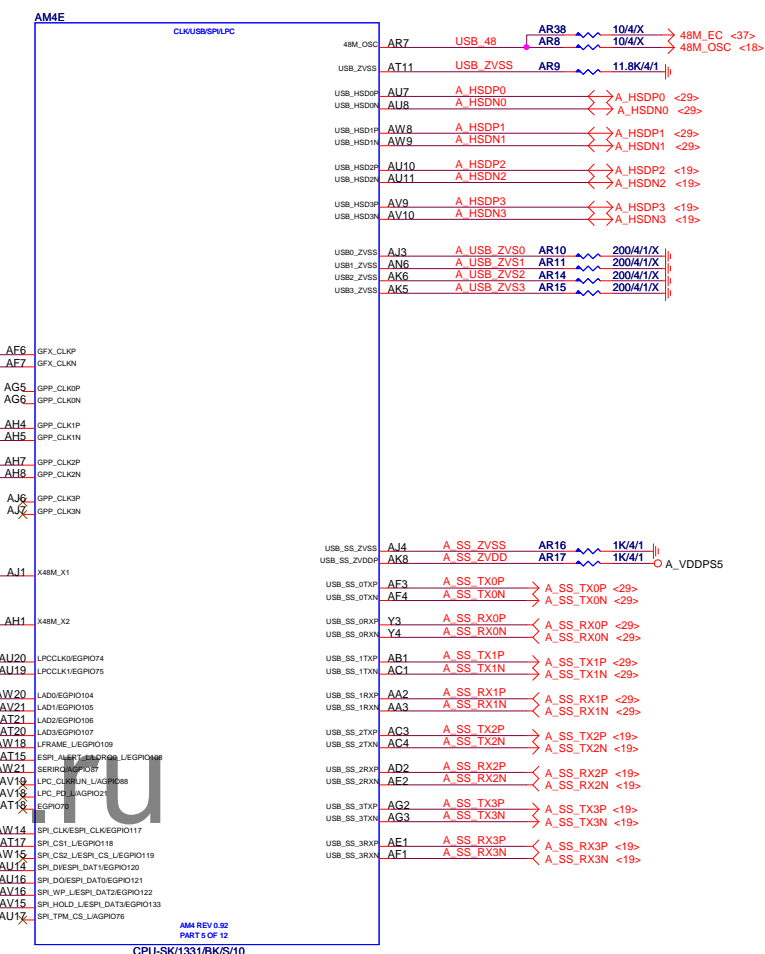 AM4E
CLK/USB/SPI/LPC
48M_OSC AR7 USB_48 AR38 10/4/X 48M_EC <37>
AR8 10/4/X 48M_OSC <18>
USB_ZVSS AT11 USB_ZVSS AR9 11.8K/4/1
USB_HSD0P AU7 A_HSDP0 A_HSDP0 <29>
USB_HSD0N AU8 A_HSDN0 A_HSDN0 <29>
USB_HSD1P AW8 A_HSDP1 A_HSDP1 <29>
USB_HSD1N AW9 A_HSDN1 A_HSDN1 <29>
USB_HSD2P AU10 A_HSDP2 A_HSDP2 <19>
USB_HSD2N AU11 A_HSDN2 A_HSDN2 <19>
USB_HSD3P AV9 A_HSDP3 A_HSDP3 <19>
USB_HSD3N AV10 A_HSDN3 A_HSDN3 <19>
USB0_ZVSS AJ3 A_USB_ZVS0 AR10 200/4/1/X
USB1_ZVSS AN6 A_USB_ZVS1 AR11 200/4/1/X
USB2_ZVSS AK6 A_USB_ZVS2 AR14 200/4/1/X
USB3_ZVSS AK5 A_USB_ZVS3 AR15 200/4/1/X
AF6 GFX_CLKP
AF7 GFX_CLKN
AG5 GPP_CLK0P
AG6 GPP_CLK0N
AH4 GPP_CLK1P
AH5 GPP_CLK1N
AH7 GPP_CLK2P
AH8 GPP_CLK2N
AJ6 GPP_CLK3P
AJ7 GPP_CLK3N
USB_SS_ZVSS AJ4 A_SS_ZVSS AR16 1K/4/1
USB_SS_ZVDDP AK8 A_SS_ZVDD AR17 1K/4/1 A_VDDPS5
AJ1 X48M_X1
USB_SS_0TXP AF3 A_SS_TX0P A_SS_TX0P <29>
USB_SS_0TXN AF4 A_SS_TX0N A_SS_TX0N <29>
AH1 X48M_X2
USB_SS_0RXP Y3 A_SS_RX0P A_SS_RX0P <29>
USB_SS_0RXN Y4 A_SS_RX0N A_SS_RX0N <29>
AU20 LPCCLK0/EGPIO74 USB_SS_1TXP AB1 A_SS_TX1P A_SS_TX1P <29>
AU19 LPCCLK1/EGPIO75 USB_SS_1TXN AC1 A_SS_TX1N A_SS_TX1N <29>
AW20 LAD0/EGPIO104 USB_SS_1RXP AA2 A_SS_RX1P A_SS_RX1P <29>
AV21 LAD1/EGPIO105 USB_SS_1RXN AA3 A_SS_RX1N A_SS_RX1N <29>
AT21 LAD2/EGPIO106
AT20 LAD3/EGPIO107 USB_SS_2TXP AC3 A_SS_TX2P A_SS_TX2P <19>
AW18 LFRAME_L/EGPIO109 USB_SS_2TXN AC4 A_SS_TX2N A_SS_TX2N <19>
AT15 ESPI_ALERT_L/LDRQ0_L/EGPIO108
AW21 SERIRQ/AGPIO87 USB_SS_2RXP AD2 A_SS_RX2P A_SS_RX2P <19>
AV19 LPC_CLKRUN_L/AGPIO88 USB_SS_2RXN AE2 A_SS_RX2N A_SS_RX2N <19>
AV18 LPC_PD_L/AGPIO21
AT18 EGPIO70 USB_SS_3TXP AG2 A_SS_TX3P A_SS_TX3P <19>
USB_SS_3TXN AG3 A_SS_TX3N A_SS_TX3N <19>
.ru
AW14 SPI_CLK/ESPI_CLK/EGPIO117
AT17 SPI_CS1_L/EGPIO118 USB_SS_3RXP AE1 A_SS_RX3P A_SS_RX3P <19>
AW15 SPI_CS2_L/ESPI_CS_L/EGPIO119 USB_SS_3RXN AF1 A_SS_RX3N A_SS_RX3N <19>
AU14 SPI_DI/ESPI_DAT1/EGPIO120
AU16 SPI_DO/ESPI_DAT0/EGPIO121
AV16 SPI_WP_L/ESPI_DAT2/EGPIO122
AV15 SPI_HOLD_L/ESPI_DAT3/EGPIO133
AU17 SPI_TPM_CS_L/AGPIO76
AM4 REV 0.92
PART 5 OF 12
CPU-SK/1331/BK/S/10